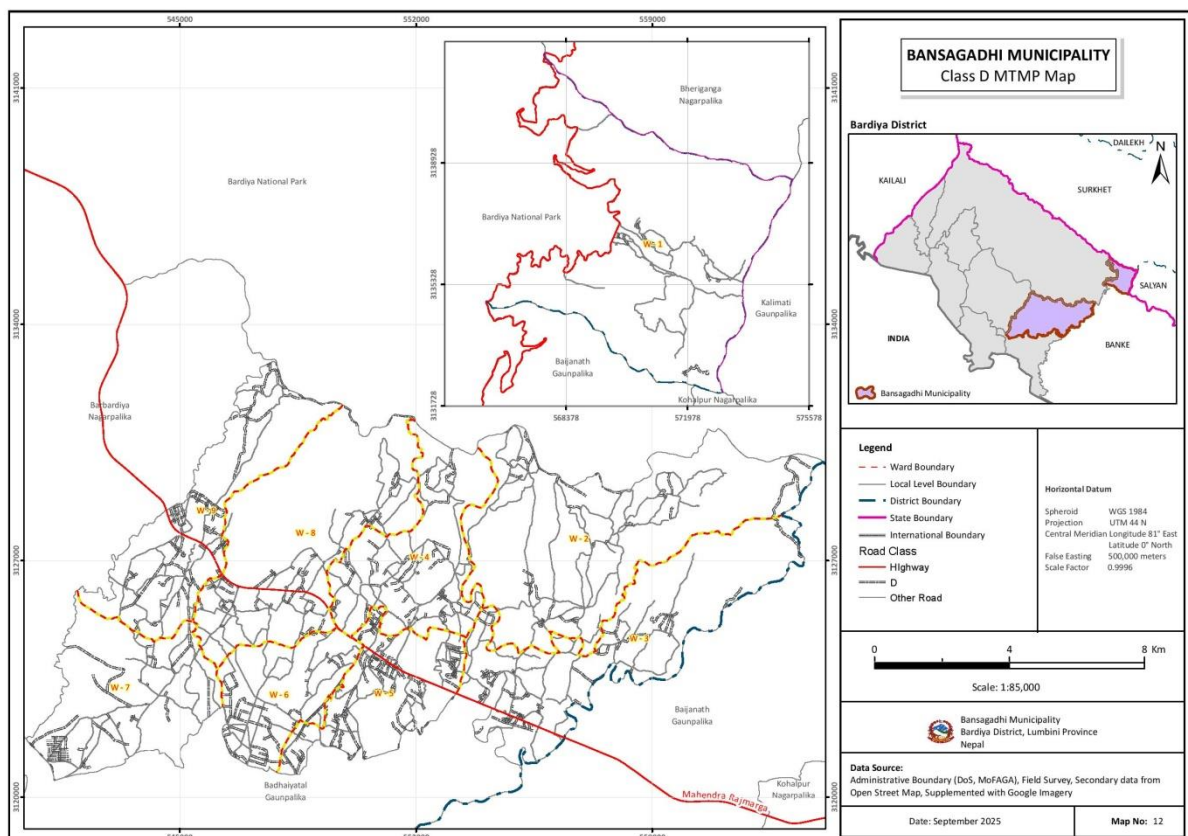 545000
552000
559000
3141000
3134000
3127000
3120000
3141000
3134000
3127000
3120000
545000
552000
559000
Bardiya National Park
Barbardiya
Nagarpalika
W - 9
W - 8
W - 4
W - 2
W - 3
W - 7
W - 6
W - 5
Badhaiyatal
Gaunpalika
Baijanath
Gaunpalika
Kohalpur
Nagarpalika
Mahendra Rajmarga
Bheriganga
Nagarpalika
Bardiya National Park
W - 1
Kalimati
Gaunpalika
Baijanath
Gaunpalika
Kohalpur Nagarpalika
3138928
3135328
3131728
568378
571978
575578
BANSAGADHI MUNICIPALITY
Class D MTMP Map
Bardiya District
DAILEKH
N
KAILALI
SURKHET
SALYAN
INDIA
BANKE
Bansagadhi Municipality
Legend
Ward Boundary
Local Level Boundary
District Boundary
State Boundary
International Boundary
Road Class
HIghway
D
Other Road
Horizontal Datum
Spheroid WGS 1984
Projection UTM 44 N
Central Meridian Longitude 81° East
Latitude 0° North
False Easting 500,000 meters
Scale Factor 0.9996
0 4 8 Km
Scale: 1:85,000
Bansagadhi Municipality
Bardiya District, Lumbini Province
Nepal
Data Source:
Administrative Boundary (DoS, MoFAGA), Field Survey, Secondary data from
Open Street Map, Supplemented with Google Imagery
Date: September 2025
Map No: 12